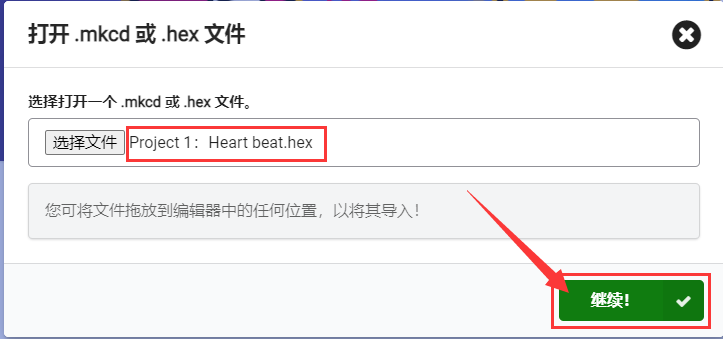 打开 .mkcd 或 .hex 文件
选择打开一个 .mkcd 或 .hex 文件。
选择文件 Project 1：Heart beat.hex
您可将文件拖放到编辑器中的任何位置，以将其导入！
继续!